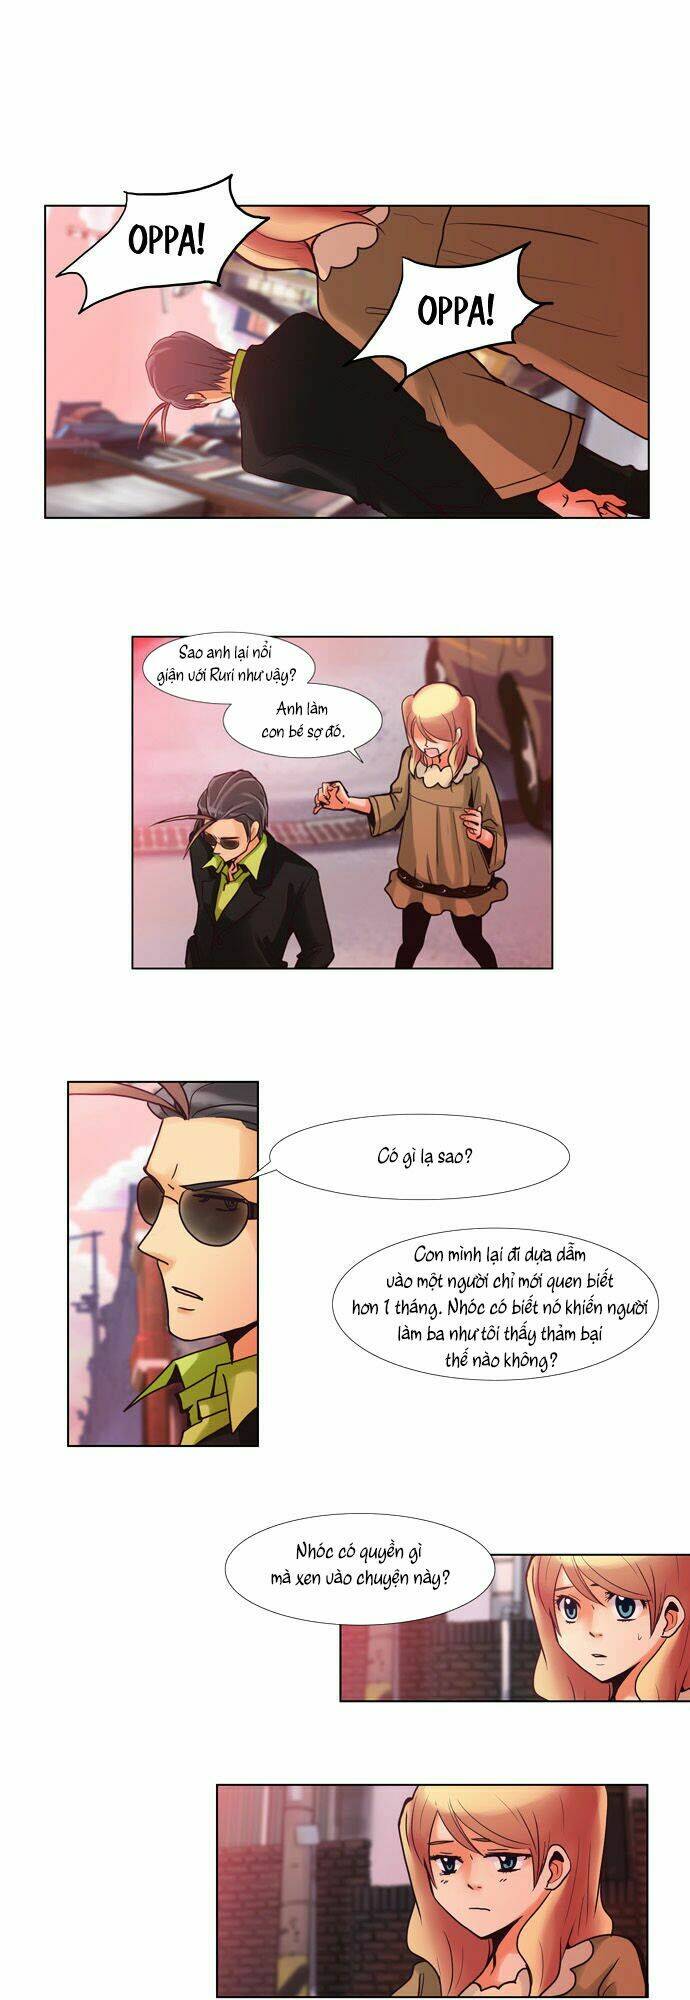 OPPA!
OPPA!
Sao anh lại nổi
giận với Ruri như vậy?
Anh làm
con bé sợ đó.
Có gì lạ sao?
Con mình lại đi dựa dẫm
vào một người chỉ mới quen biết
hơn 1 tháng. Nhóc có biết nó khiến người
làm ba như tôi thấy thảm bại
thế nào không?
Nhóc có quyền gì
mà xen vào chuyện này?